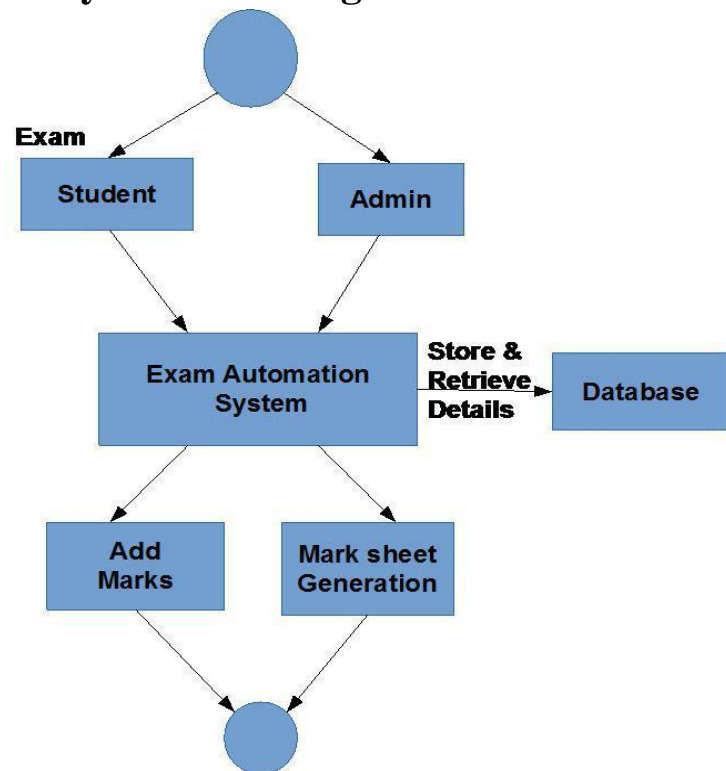 Exam
Student
Admin
Exam Automation
System
Store &
Retrieve
Details
Database
Add
Marks
Mark sheet
Generation